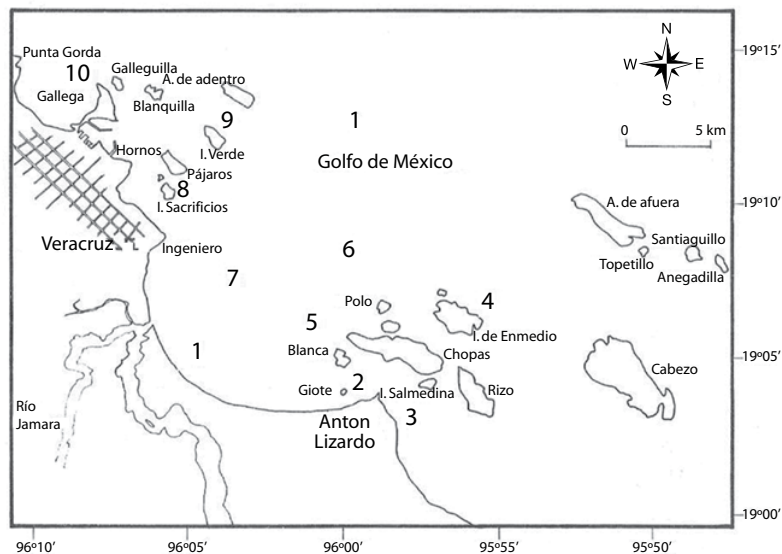 N
W E
S
0 5 km
Punta Gorda
10
Galleguilla
A. de adentro
Gallega
Blanquilla
9
1
Golfo de México
Hornos
I. Verde
Pájaros
8
I. Sacrificios
Veracruz
Ingeniero
7
6
A. de afuera
Santiaguillo
Topetillo
Anegadilla
Polo
4
5
I. de Enmedio
1
Blanca
Chopas
Cabezo
2
Giote
I. Salmedina
Rizo
3
Anton
Lizardo
Río
Jamara
19º15’
19º10’
19º05’
19º00’
96º10’ 96º05’ 96º00’ 95º55’ 95º50’